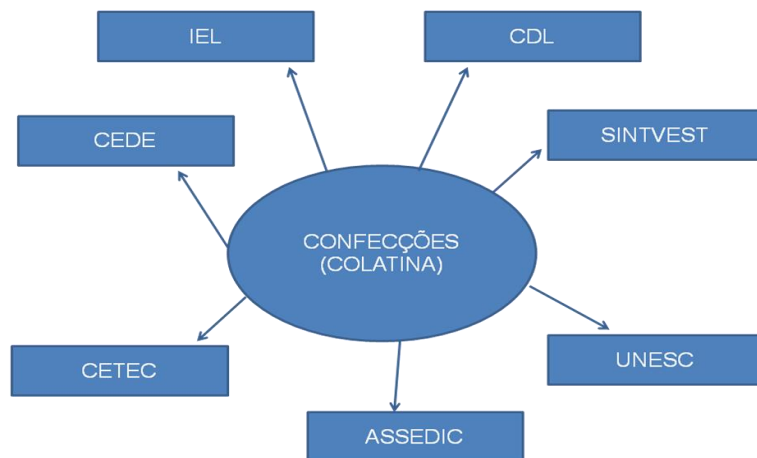 IEL
CDL
CEDE
SINTVEST
CONFECÇÕES
(COLATINA)
CETEC
UNESC
ASSEDIC